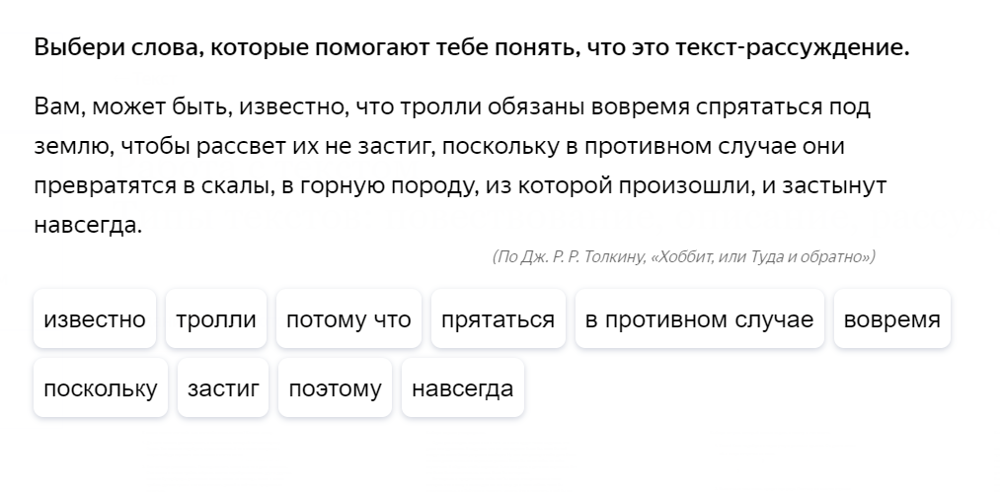 Выбери слова, которые помогают тебе понять, что это текст-рассуждение.
Вам, может быть, известно, что тролли обязаны вовремя спрятаться под
землю, чтобы рассвет их не застиг, поскольку в противном случае они
превратятся в скалы, в горную породу, из которой произошли, и застынут
навсегда.
(По Дж. Р. Р. Толкину, «Хоббит, или Туда и обратно»)
известно тролли потому что прятаться в противном случае вовремя
поскольку застиг поэтому навсегда